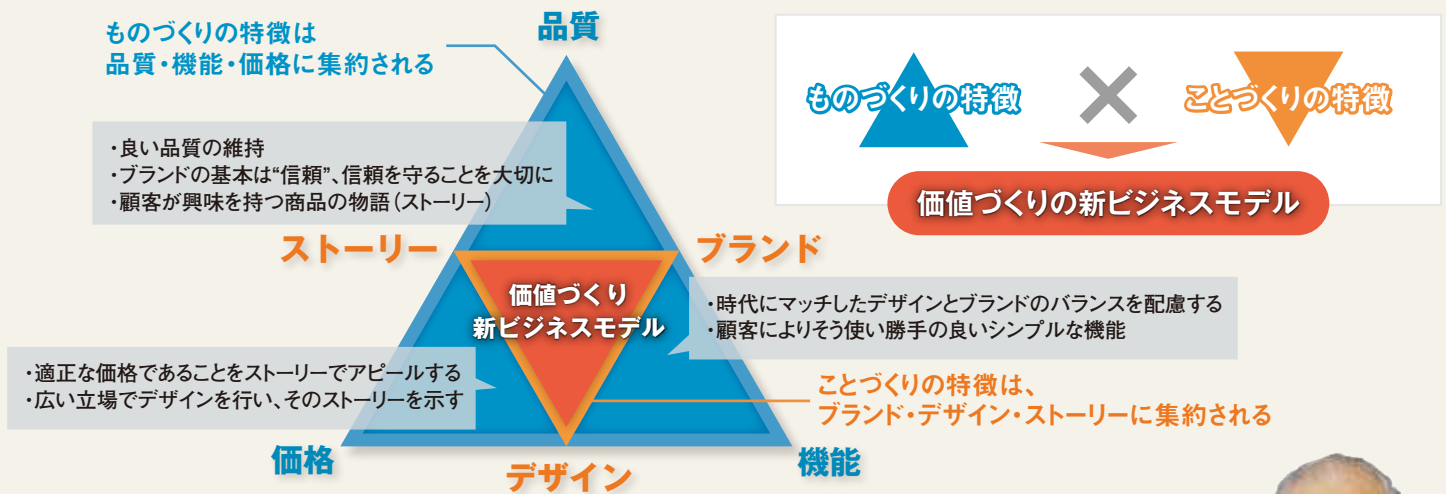 品質
ものづくりの特徴は
品質・機能・価格に集約される
・良い品質の維持
・ブランドの基本は“信頼”、信頼を守ることを大切に
・顧客が興味を持つ商品の物語（ストーリー）
ストーリー
ブランド
価値づくり
新ビジネスモデル
・時代にマッチしたデザインとブランドのバランスを配慮する
・顧客によりそう使い勝手の良いシンプルな機能
・適正な価格であることをストーリーでアピールする
・広い立場でデザインを行い、そのストーリーを示す
ことづくりの特徴は、
ブランド・デザイン・ストーリーに集約される
価格
デザイン
機能
ものづくりの特徴
×
ことづくりの特徴
価値づくりの新ビジネスモデル